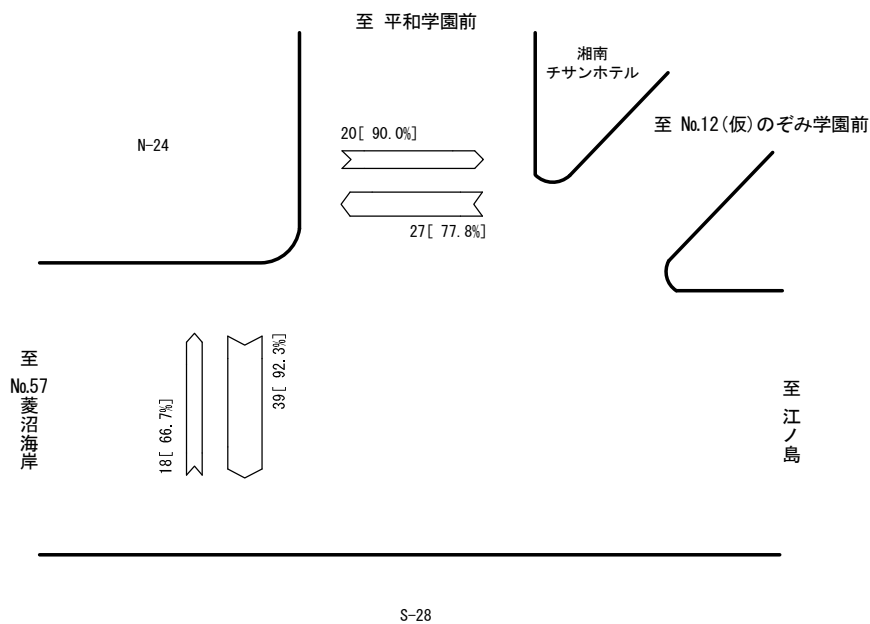 至 平和学園前
湘南
チサンホテル
至 №12(仮)のぞみ学園前
N-24
20[ 90.0%]
27[ 77.8%]
至
№57
菱沼海岸
18[ 66.7%]
39[ 92.3%]
至 江ノ島
S-28